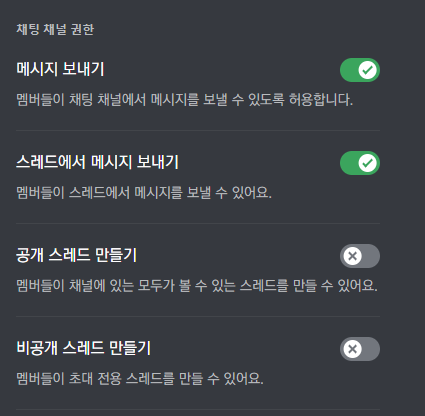 채팅 채널 권한
메시지 보내기
멤버들이 채팅 채널에서 메시지를 보낼 수 있도록 허용합니다.
스레드에서 메시지 보내기
멤버들이 스레드에서 메시지를 보낼 수 있어요.
공개 스레드 만들기
멤버들이 채널에 있는 모두가 볼 수 있는 스레드를 만들 수 있어요.
비공개 스레드 만들기
멤버들이 초대 전용 스레드를 만들 수 있어요.